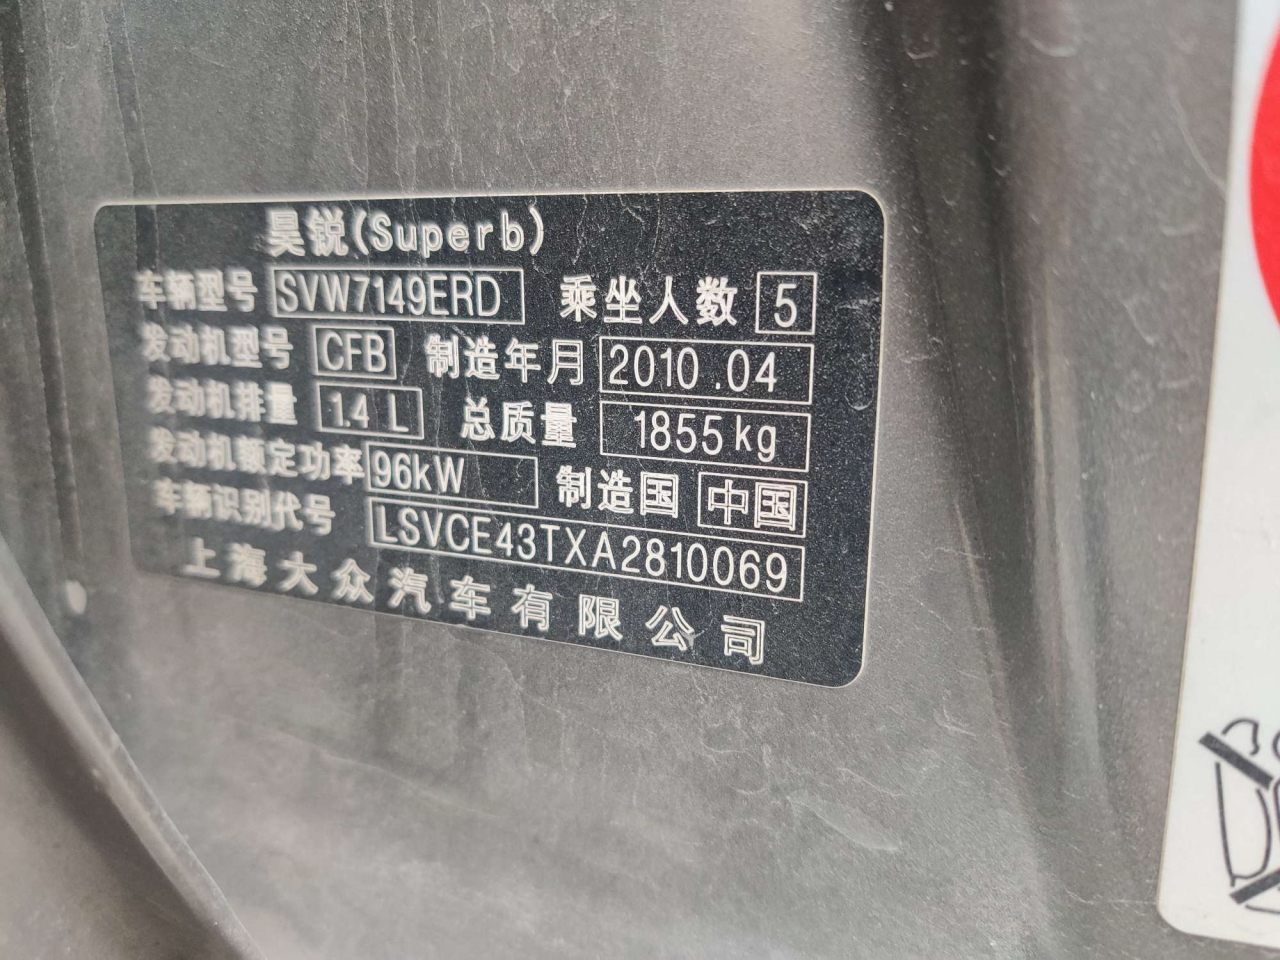 昊锐(Superb)
车辆型号 SVW7149ERD 乘坐人数 5
发动机型号 CFB 制造年月 2010.04
发动机排量 1.4 L 总质量 1855kg
发动机额定功率 96kW 制造国 中国
车辆识别代号 LSVCE43TXA2810069
上海大众汽车有限公司